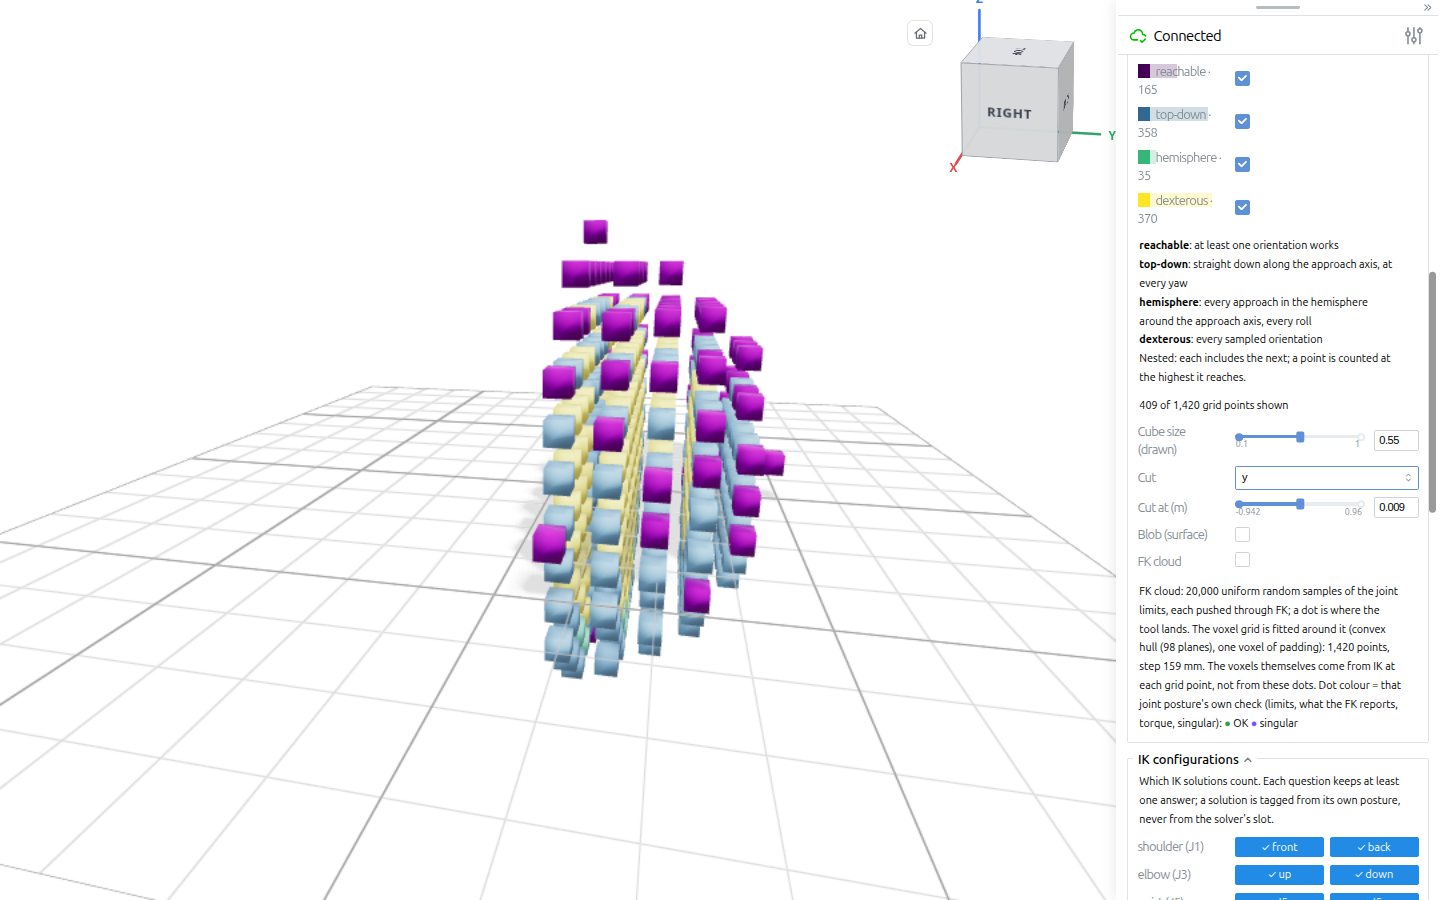 Z
RIGHT
Y
X
»
Connected
reachable ·
165
top-down ·
358
hemisphere ·
35
dexterous ·
370
reachable: at least one orientation works
top-down: straight down along the approach axis, at
every yaw
hemisphere: every approach in the hemisphere
around the approach axis, every roll
dexterous: every sampled orientation
Nested: each includes the next; a point is counted at
the highest it reaches.
409 of 1,420 grid points shown
Cube size
(drawn)
0.1
1
0.55
Cut
y
Cut at (m)
-0.942
0.96
0.009
Blob (surface)
FK cloud
FK cloud: 20,000 uniform random samples of the joint
limits, each pushed through FK; a dot is where the
tool lands. The voxel grid is fitted around it (convex
hull (98 planes), one voxel of padding): 1,420 points,
step 159 mm. The voxels themselves come from IK at
each grid point, not from these dots. Dot colour = that
joint posture's own check (limits, what the FK reports,
torque, singular): • OK • singular
IK configurations
Which IK solutions count. Each question keeps at least
one answer; a solution is tagged from its own posture,
never from the solver's slot.
shoulder (J1)
✓ front
✓ back
elbow (J3)
✓ up
✓ down